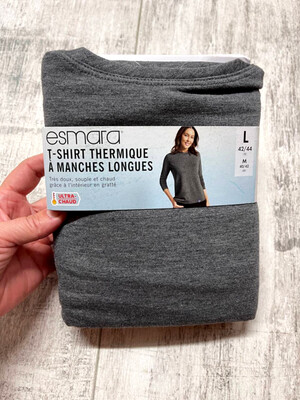 esmara
T-SHIRT THERMIQUE
À MANCHES LONGUES
Très doux, souple et chaud
grâce à l'intérieur en gratté
ULTRA
CHAUD
L
42/44
M